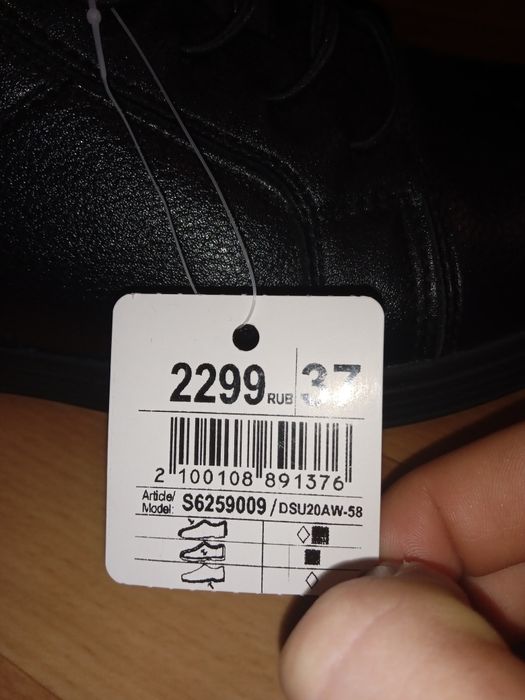 2299 RUB 37
2 100108 891376
Article/
Model: S6259009 / DSU20AW-58